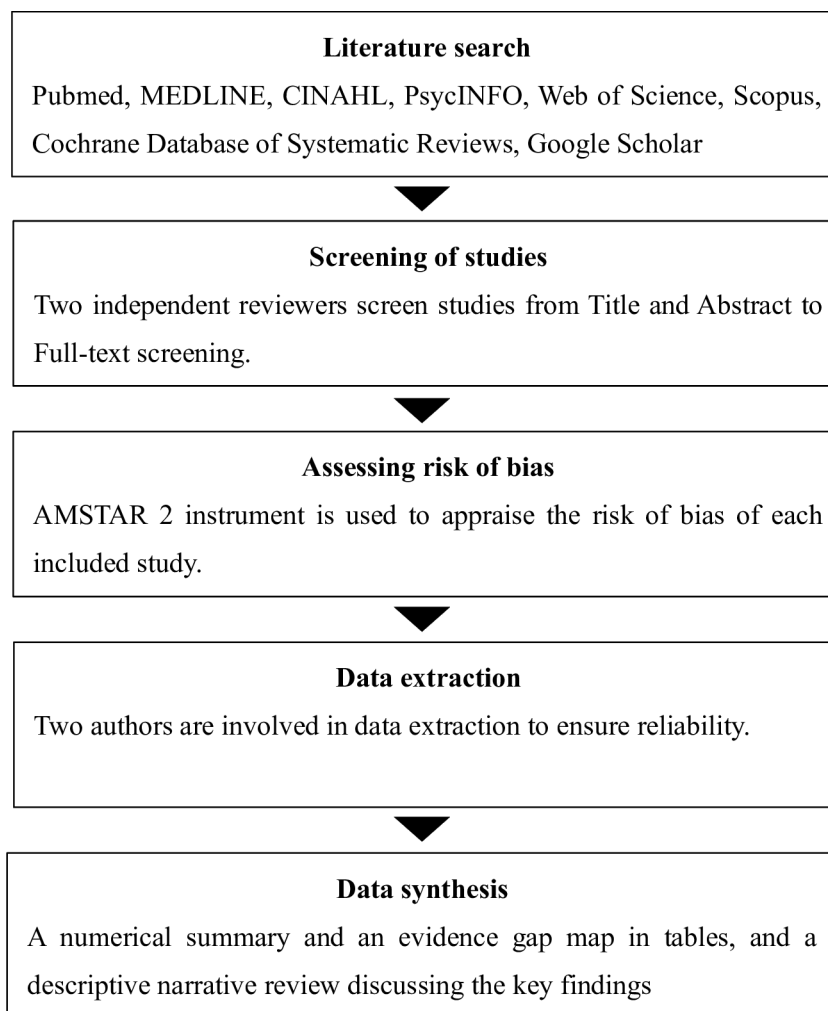 Literature search
Pubmed, MEDLINE, CINAHL, PsycINFO, Web of Science, Scopus,
Cochrane Database of Systematic Reviews, Google Scholar
Screening of studies
Two independent reviewers screen studies from Title and Abstract to
Full-text screening.
Assessing risk of bias
AMSTAR 2 instrument is used to appraise the risk of bias of each
included study.
Data extraction
Two authors are involved in data extraction to ensure reliability.
Data synthesis
A numerical summary and an evidence gap map in tables, and a
descriptive narrative review discussing the key findings